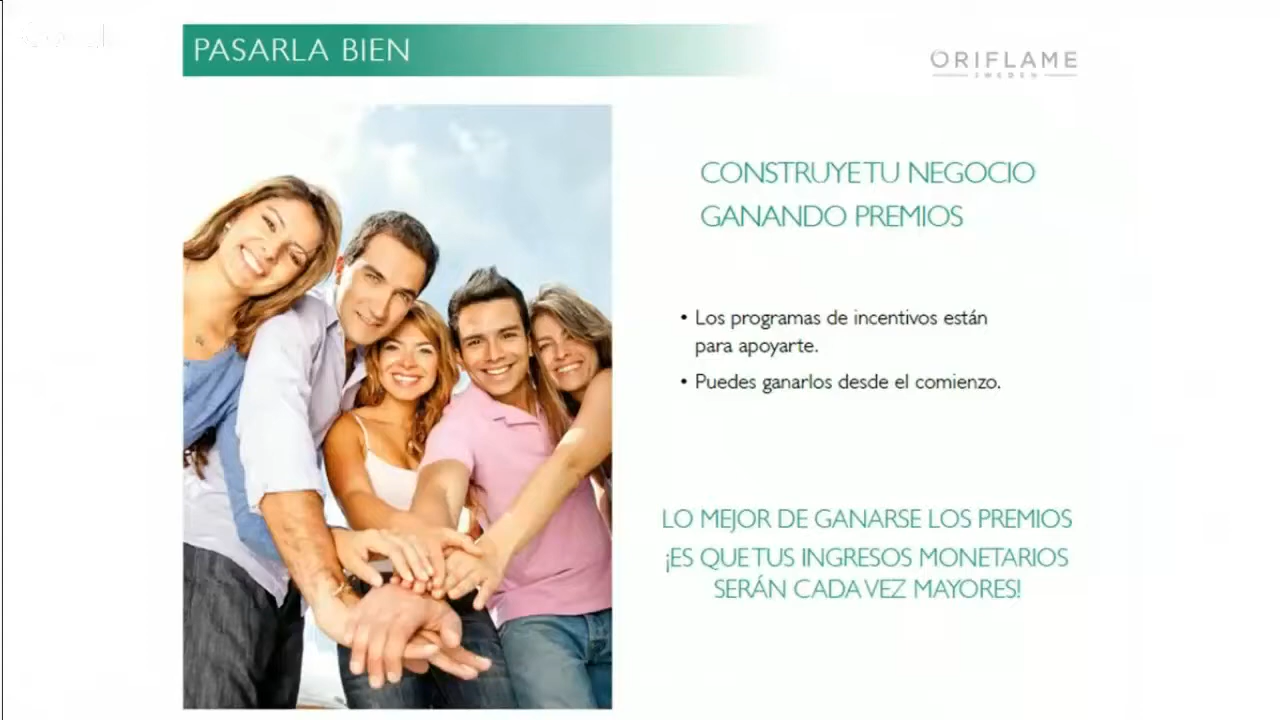 PASARLA BIEN
ORIFLAME
SWEDEN
CONSTRUYE TU NEGOCIO
GANANDO PREMIOS
• Los programas de incentivos están
para apoyarte.
• Puedes ganarlos desde el comienzo.
LO MEJOR DE GANARSE LOS PREMIOS
¡ES QUE TUS INGRESOS MONETARIOS
SERÁN CADA VEZ MAYORES!